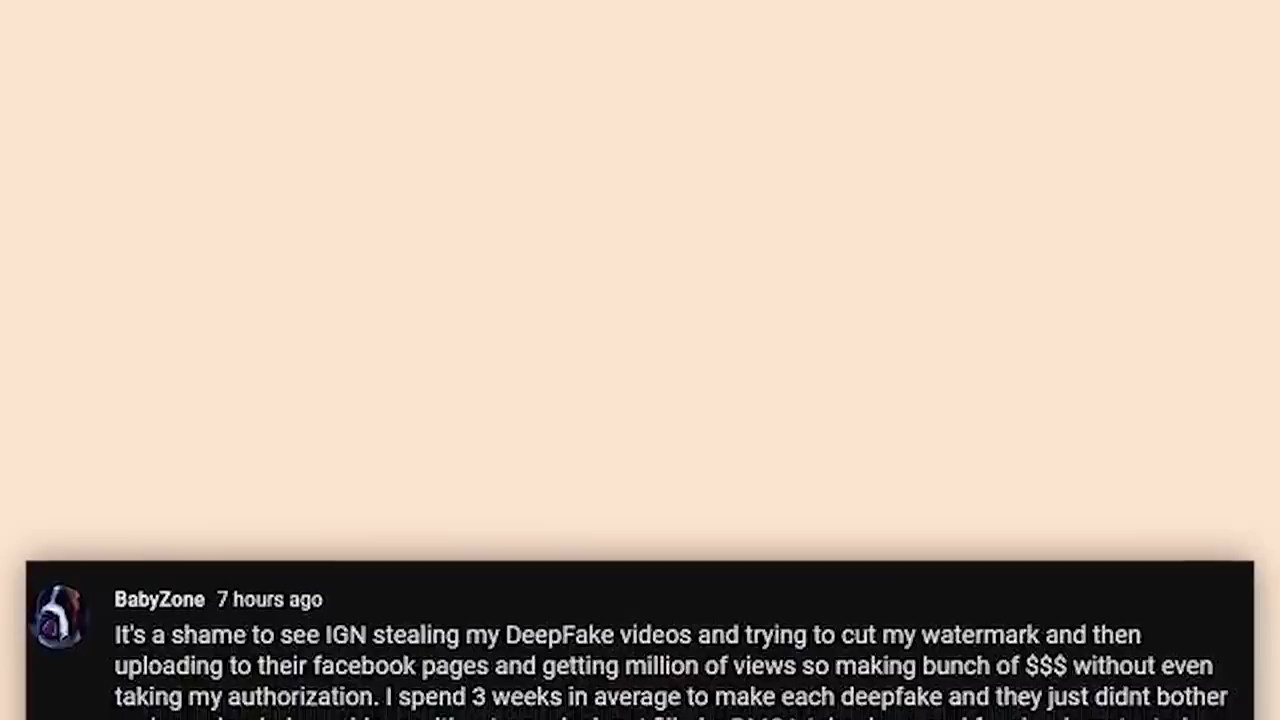 BabyZone 7 hours ago
It's a shame to see IGN stealing my DeepFake videos and trying to cut my watermark and then
uploading to their facebook pages and getting million of views so making bunch of $$$ without even
taking my authorization. I spend 3 weeks in average to make each deepfake and they just didnt bother